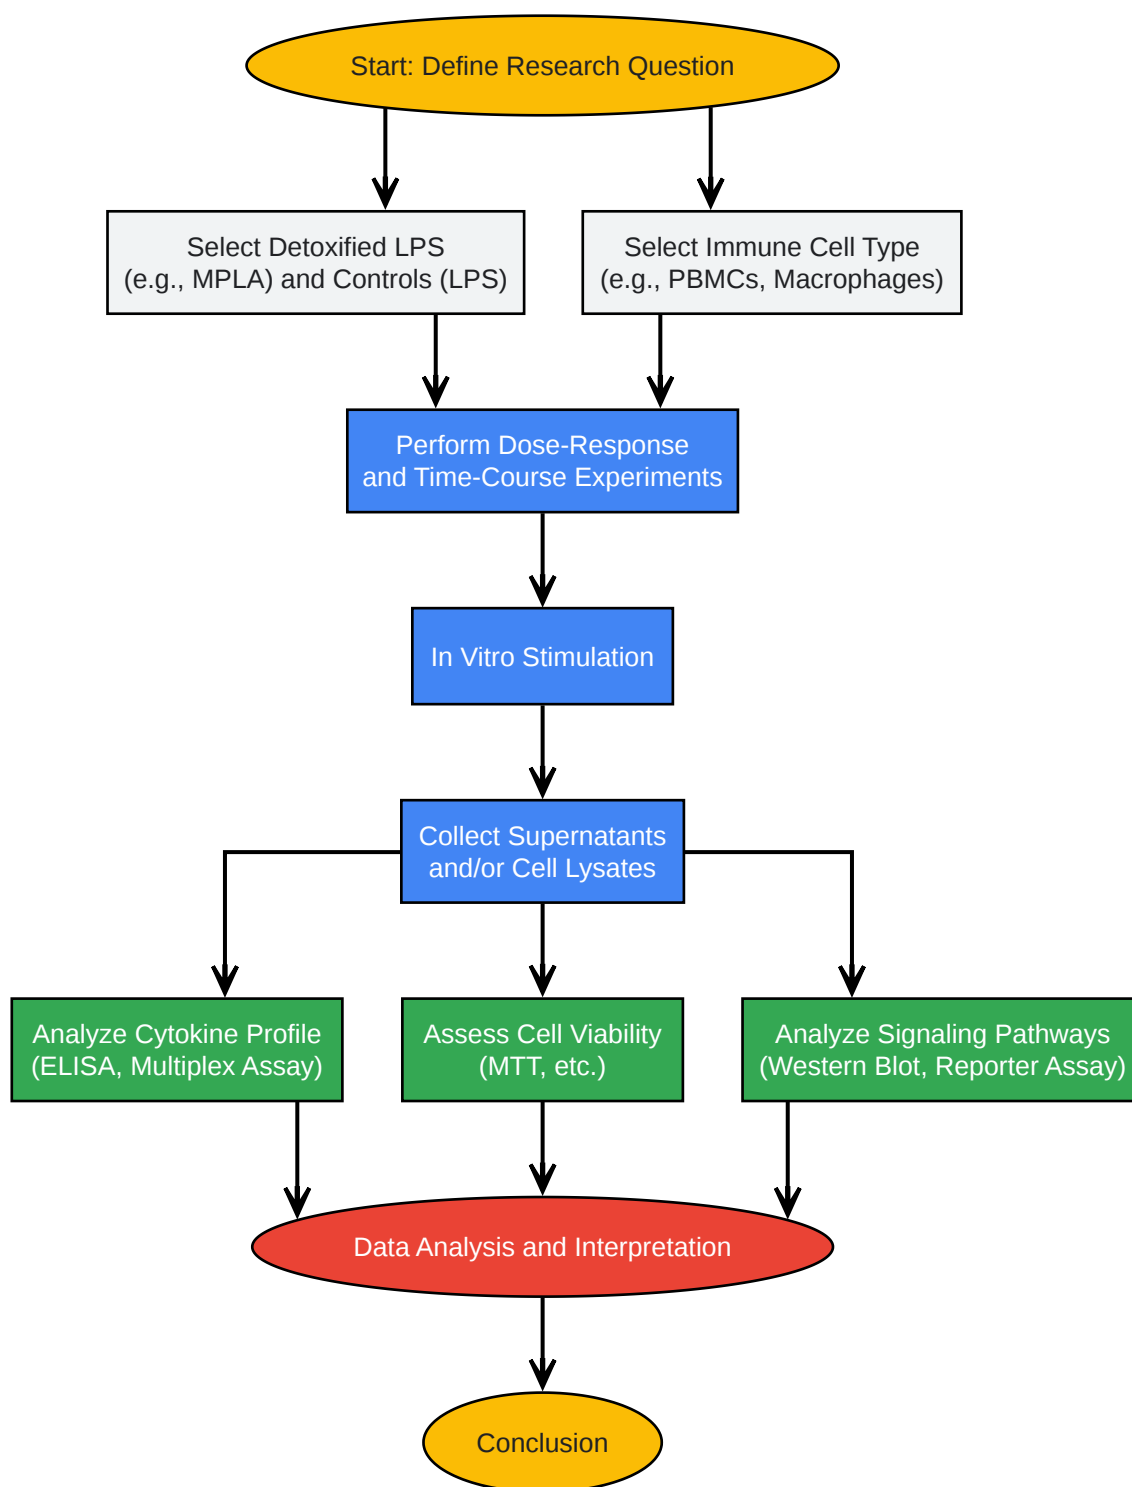 Start: Define Research Question
Select Detoxified LPS
(e.g., MPLA) and Controls (LPS)
Select Immune Cell Type
(e.g., PBMCs, Macrophages)
Perform Dose-Response
and Time-Course Experiments
In Vitro Stimulation
Collect Supernatants
and/or Cell Lysates
Analyze Cytokine Profile
(ELISA, Multiplex Assay)
Assess Cell Viability
(MTT, etc.)
Analyze Signaling Pathways
(Western Blot, Reporter Assay)
Data Analysis and Interpretation
Conclusion